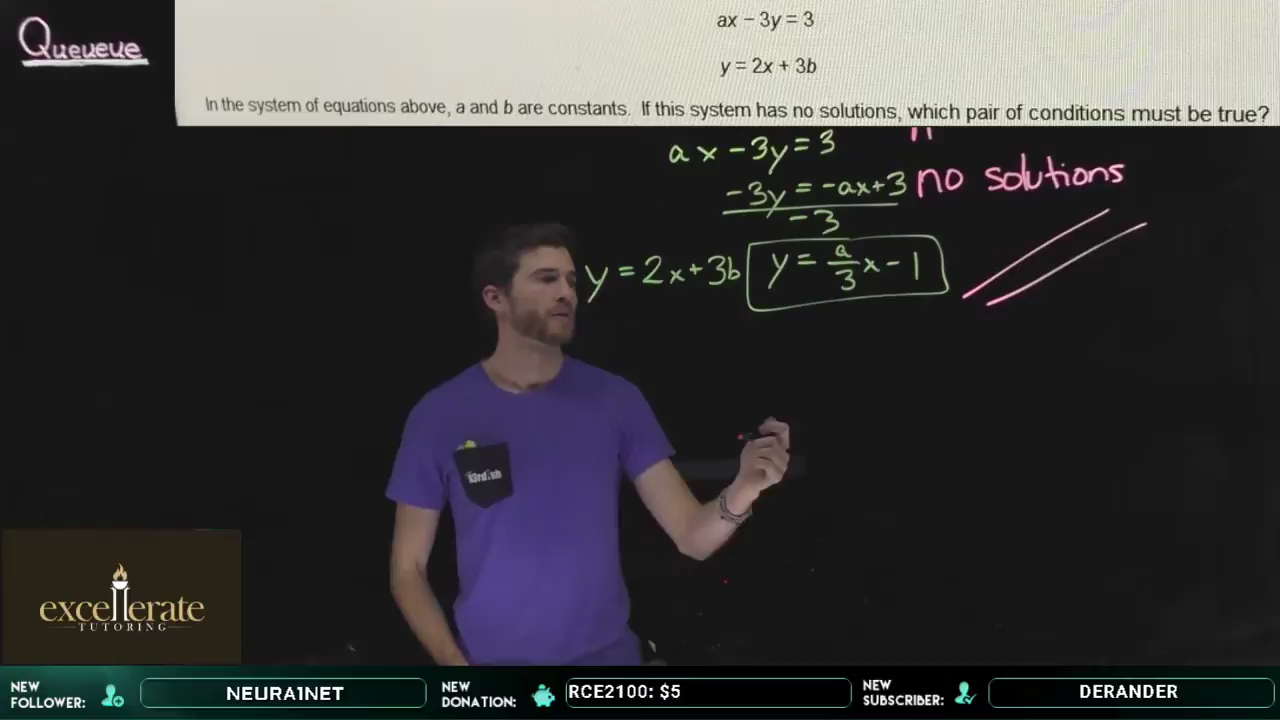 Queueue
ax − 3y = 3
y = 2x + 3b
In the system of equations above, a and b are constants. If this system has no solutions, which pair of conditions must be true?
ax − 3y = 3
−3y = −ax + 3
−3
no solutions
y = 2x + 3b
y = a/3 x − 1
excellerate
TUTORING
NEW FOLLOWER:
NEURA1NET
NEW DONATION:
RCE2100: $5
NEW SUBSCRIBER:
DERANDER